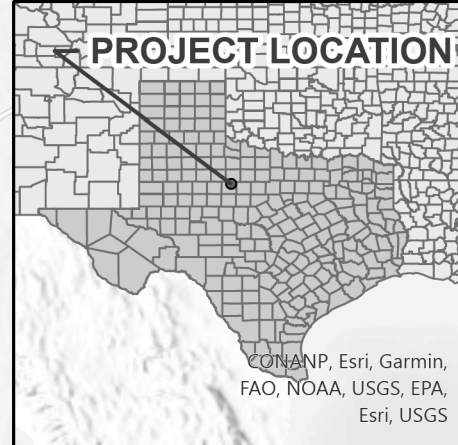 PROJECT LOCATION
CONANP, Esri, Garmin,
FAO, NOAA, USGS, EPA,
Esri, USGS